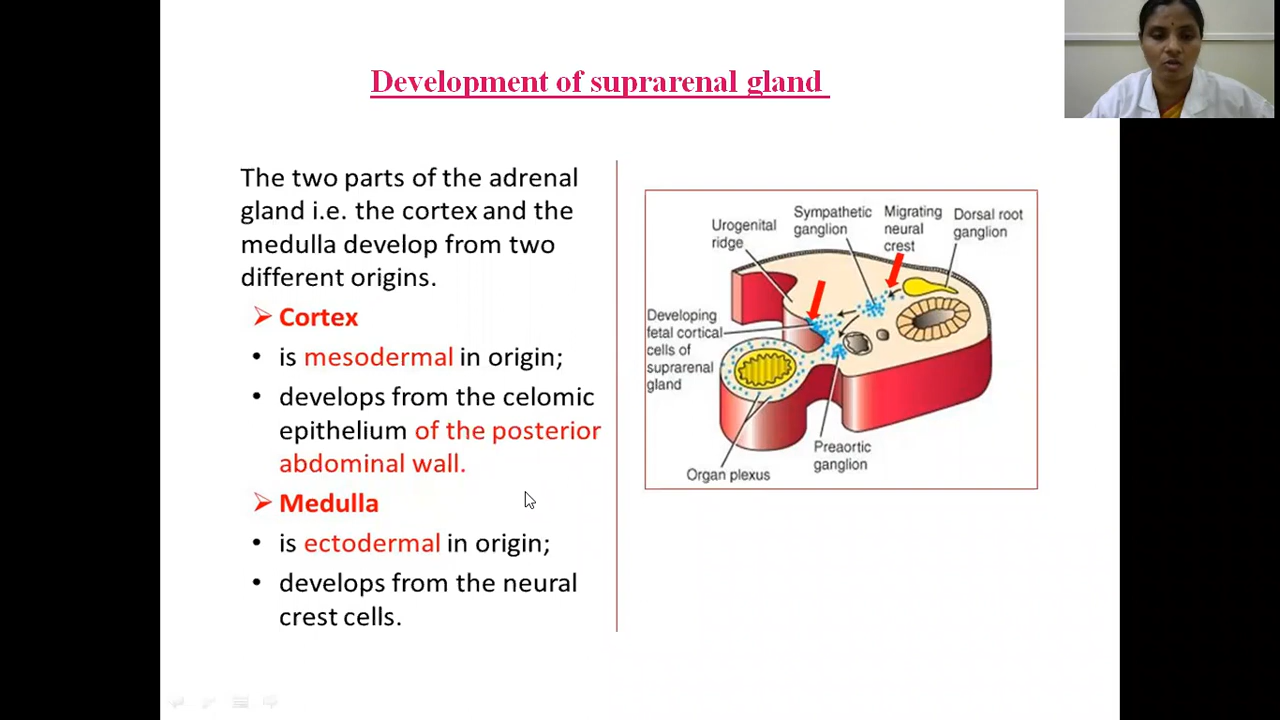 Development of suprarenal gland
The two parts of the adrenal
gland i.e. the cortex and the
medulla develop from two
different origins.
➢ Cortex
• is mesodermal in origin;
• develops from the celomic
epithelium of the posterior
abdominal wall.
➢ Medulla
• is ectodermal in origin;
• develops from the neural
crest cells.
Urogenital
ridge
Sympathetic
ganglion
Migrating
neural
crest
Dorsal root
ganglion
Developing
fetal cortical
cells of
suprarenal
gland
Preaortic
ganglion
Organ plexus